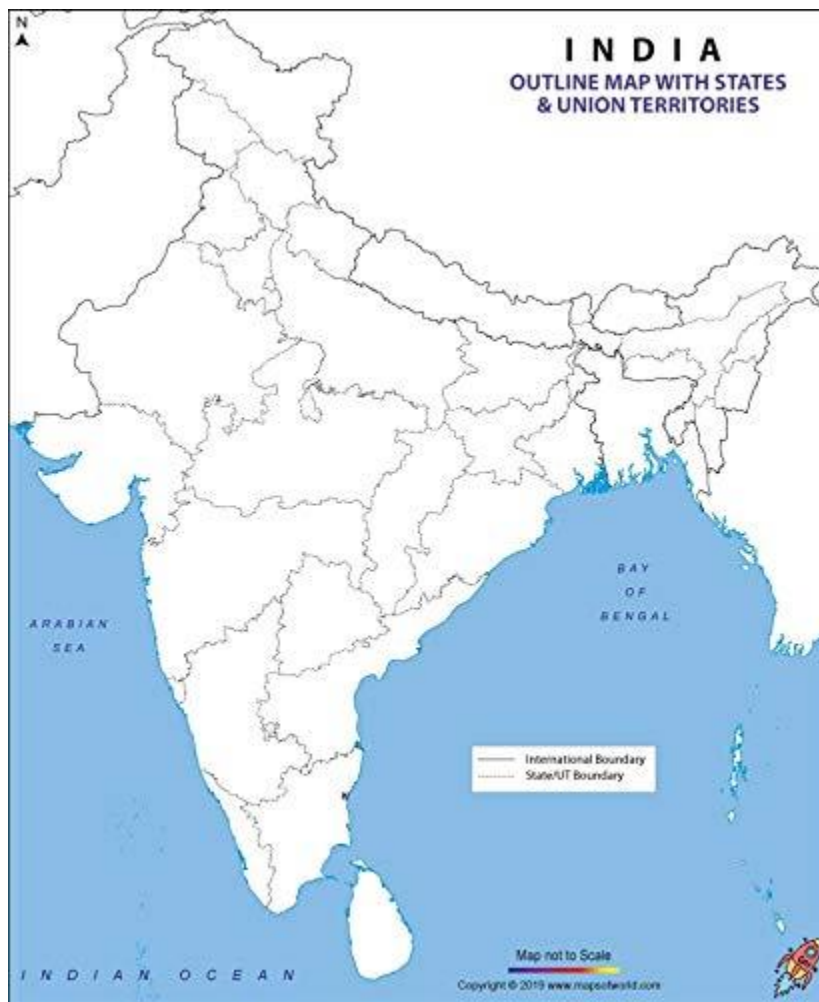 N
I N D I A
OUTLINE MAP WITH STATES
& UNION TERRITORIES
BAY
OF
BENGAL
ARABIAN
SEA
International Boundary
State/UT Boundary
Map not to Scale
INDIAN OCEAN
Copyright © 2019 www.mapsofworld.com